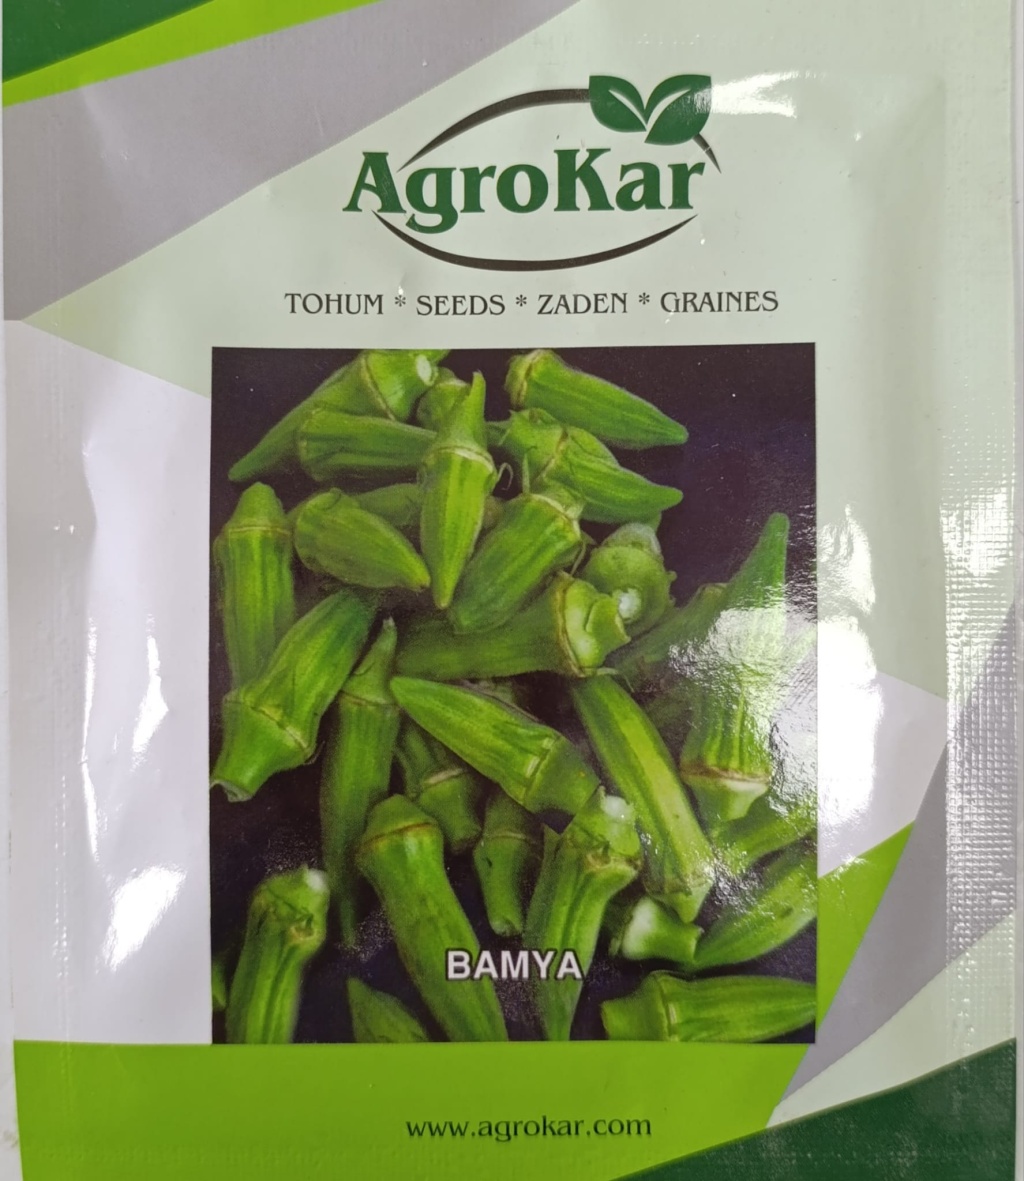 AgroKar
TOHUM * SEEDS * ZADEN * GRAINES
BAMYA
www.agrokar.com